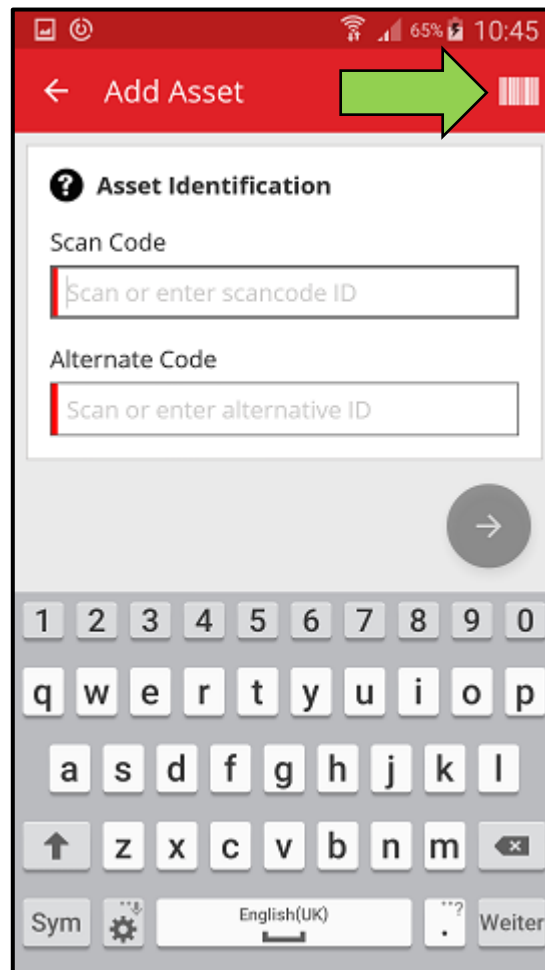 65% 10:45
Add Asset
? Asset Identification
Scan Code
Scan or enter scancode ID
Alternate Code
Scan or enter alternative ID
1 2 3 4 5 6 7 8 9 0
q w e r t y u i o p
a s d f g h j k l
z x c v b n m
Sym English(UK) . ? Weiter